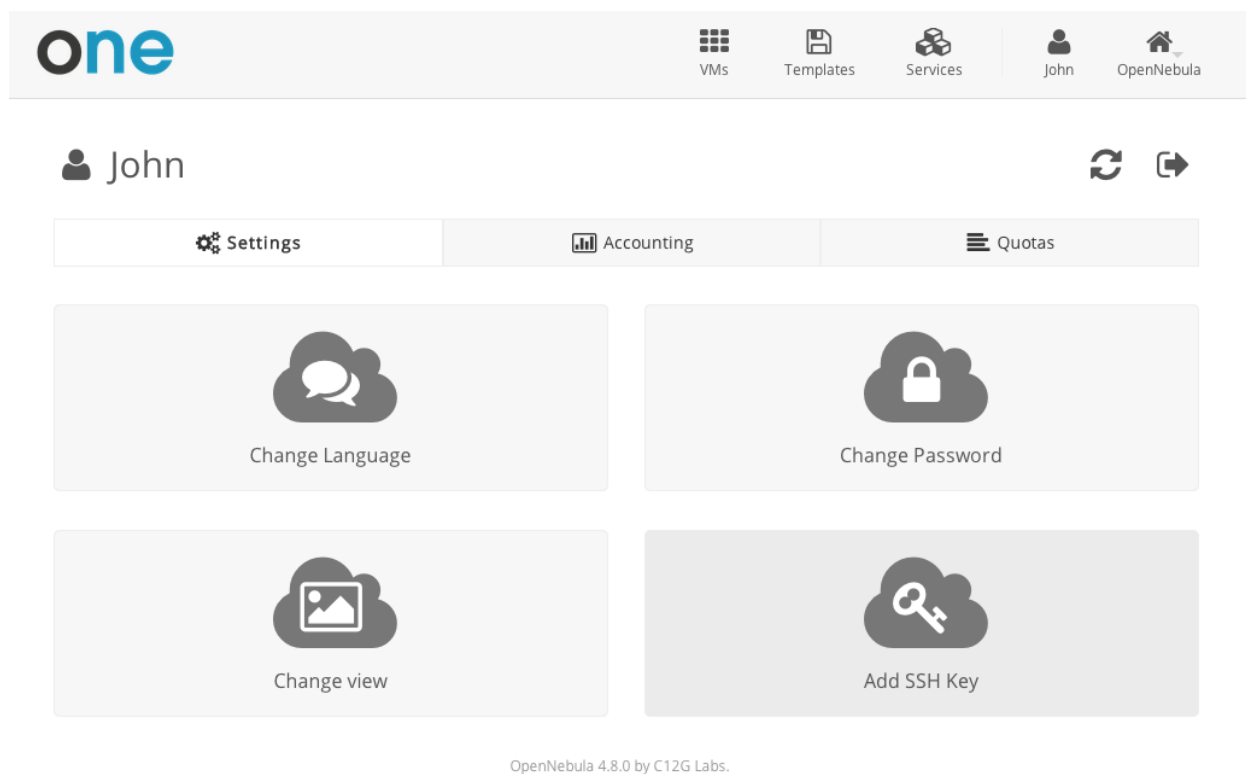 one
VMs Templates Services John OpenNebula
John
Settings Accounting Quotas
Change Language Change Password
Change view Add SSH Key
OpenNebula 4.8.0 by C12G Labs.